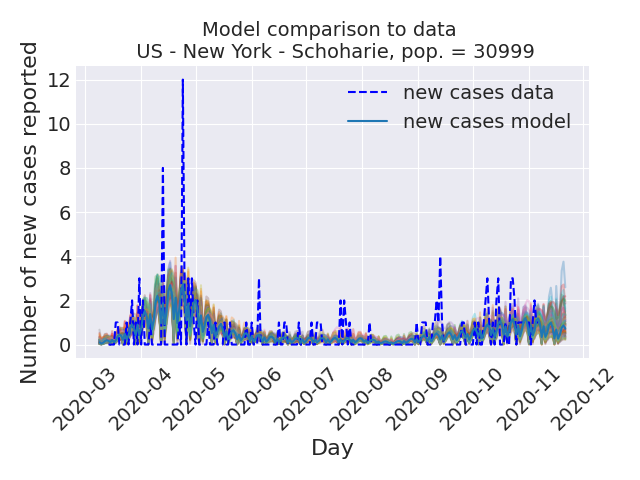 Model comparison to data
US - New York - Schoharie, pop. = 30999
Number of new cases reported
12
10
8
6
4
2
0
new cases data
new cases model
2020-03
2020-04
2020-05
2020-06
2020-07
2020-08
2020-09
2020-10
2020-11
2020-12
Day